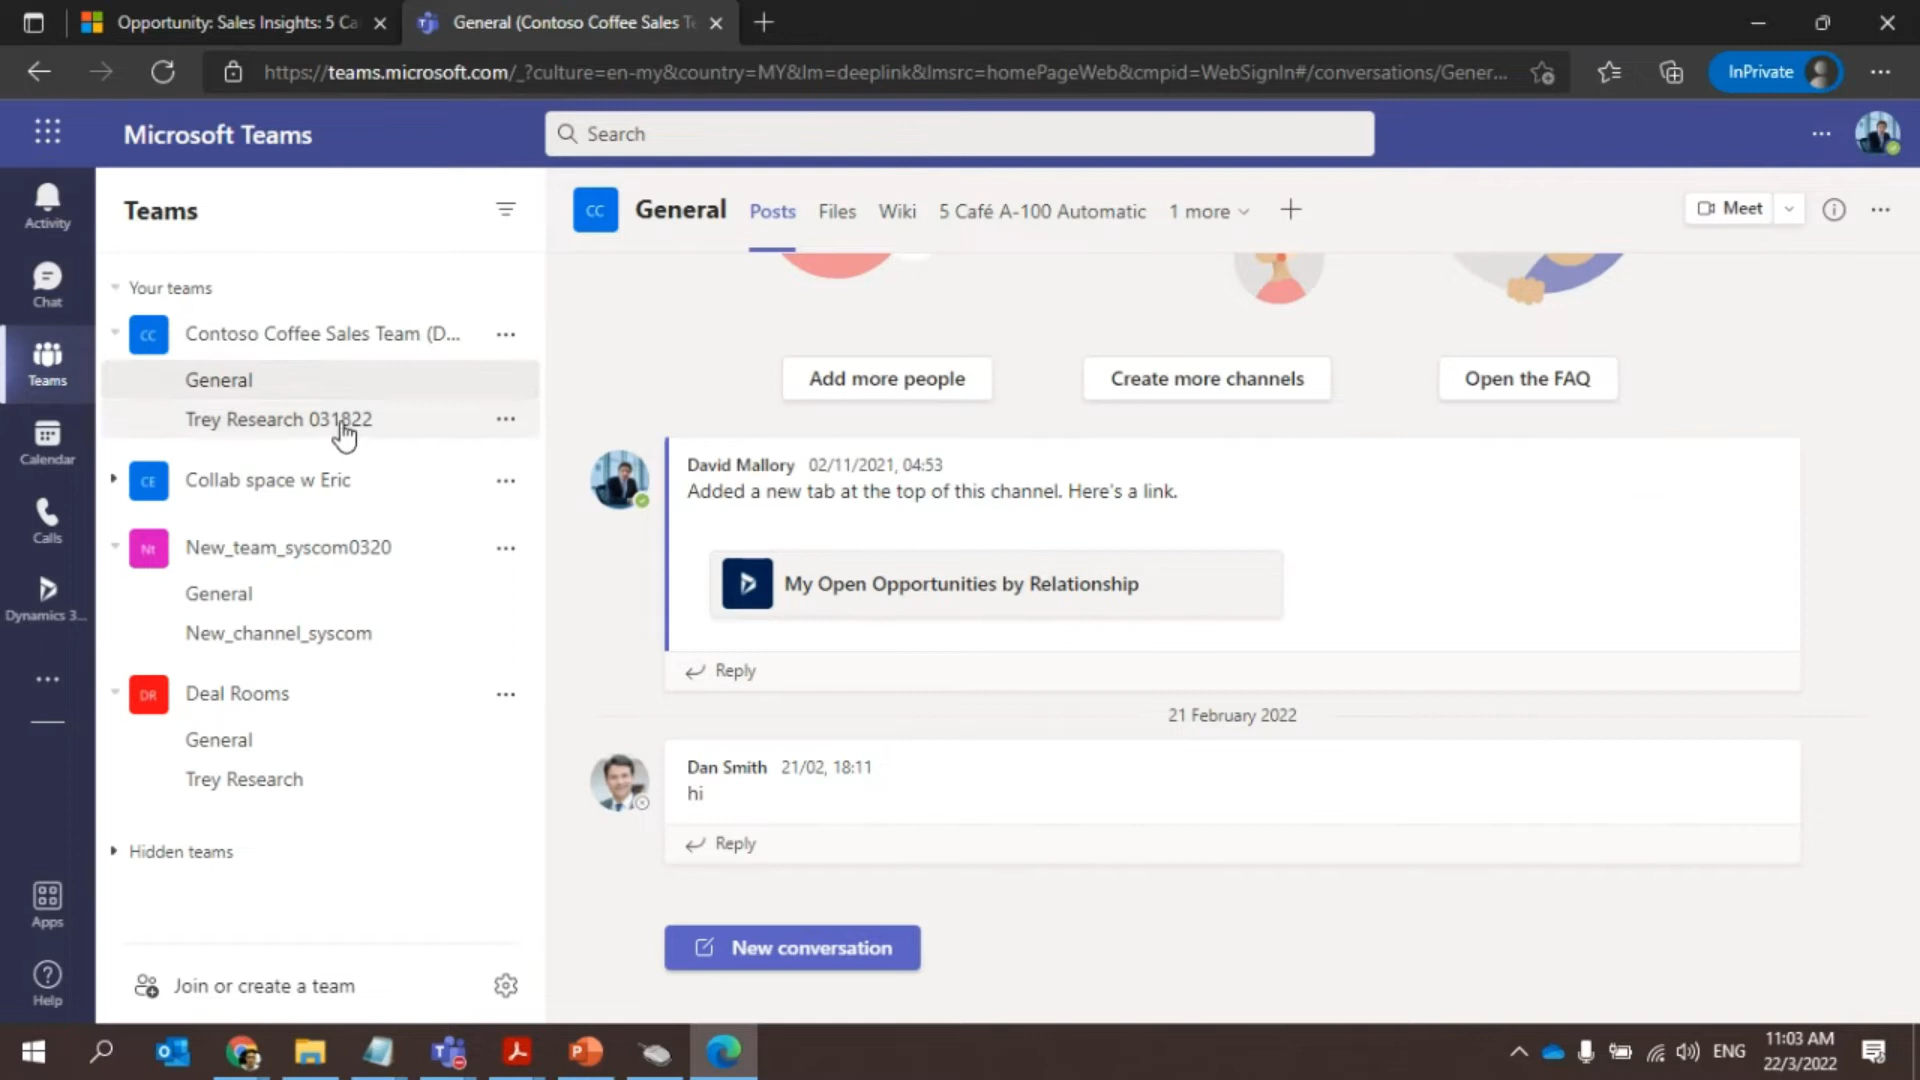 Opportunity: Sales Insights: 5 Ca
General (Contoso Coffee Sales Te
https://teams.microsoft.com/_?culture=en-my&country=MY&lm=deeplink&lmsrc=homePageWeb&cmpid=WebSignIn#/conversations/Gener...
InPrivate
Microsoft Teams
Search
Activity
Chat
Teams
Calendar
Calls
Dynamics 3...
Apps
Help
Teams
Your teams
CC Contoso Coffee Sales Team (D...
General
Trey Research 031822
CE Collab space w Eric
Nt New_team_syscom0320
General
New_channel_syscom
DR Deal Rooms
General
Trey Research
Hidden teams
Join or create a team
CC General Posts Files Wiki 5 Café A-100 Automatic 1 more
Meet
Add more people
Create more channels
Open the FAQ
David Mallory 02/11/2021, 04:53
Added a new tab at the top of this channel. Here's a link.
My Open Opportunities by Relationship
Reply
21 February 2022
Dan Smith 21/02, 18:11
hi
Reply
New conversation
ENG
11:03 AM
22/3/2022